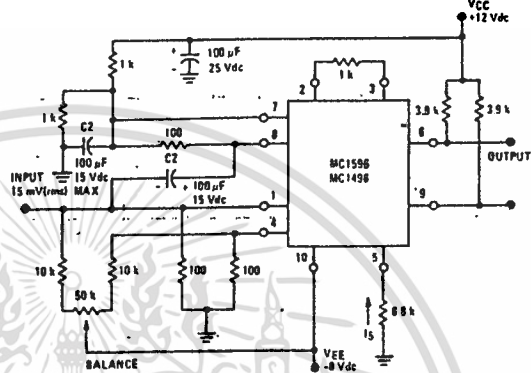 VCC
+12 Vdc
100 µF
25 Vdc
+
-
1 k
1 k
2
3
3.9 k
3.9 k
1 k
7
C2
100
8
6
100 µF
15 Vdc
MC1596
MC1496
OUTPUT
C2
INPUT
15 mV(rms) MAX
- + 100 µF
15 Vdc
1
9
4
10
5
10 k
10 k
100
100
50 k
I5
6.8 k
VEE
-8 Vdc
BALANCE